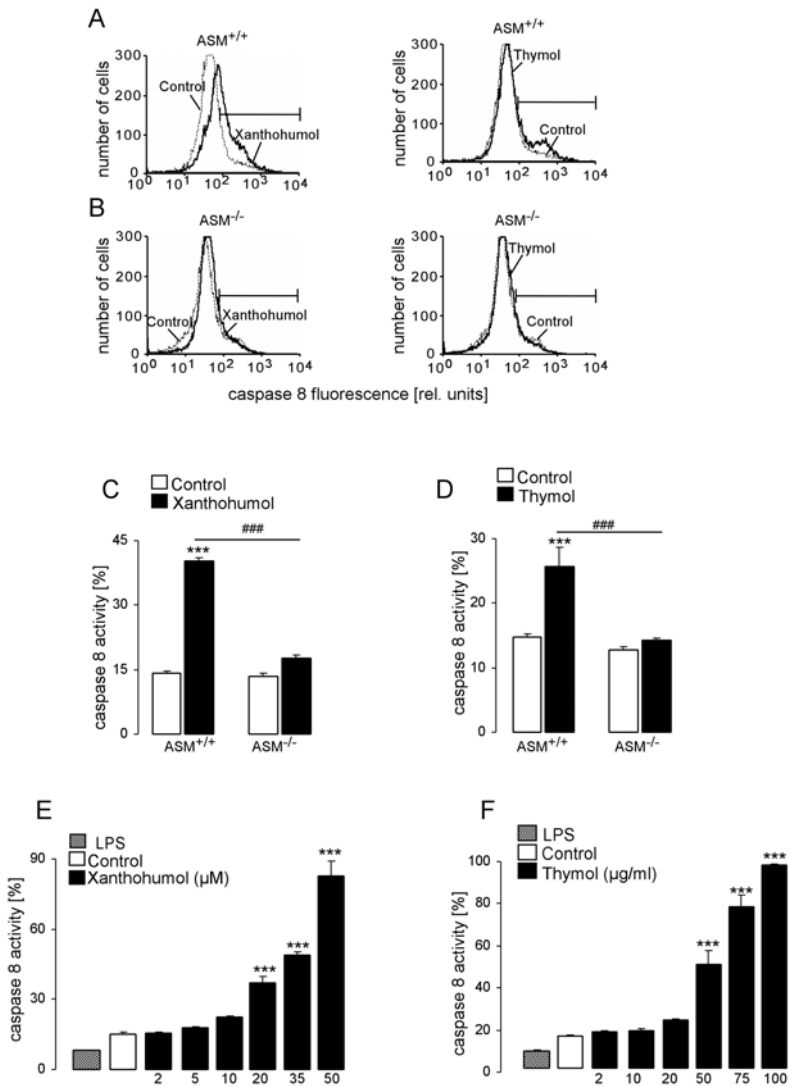 A
ASM+/+
number of cells
300
200
100
0
Control
Xanthohumol
10^0 10^1 10^2 10^3 10^4
ASM+/+
number of cells
300
200
100
0
Thymol
Control
10^0 10^1 10^2 10^3 10^4
B
ASM-/-
number of cells
300
200
100
0
Control
Xanthohumol
10^0 10^1 10^2 10^3 10^4
ASM-/-
number of cells
300
200
100
0
Thymol
Control
10^0 10^1 10^2 10^3 10^4
caspase 8 fluorescence [rel. units]
C
Control
Xanthohumol
###
***
caspase 8 activity [%]
45
30
15
0
ASM+/+ ASM-/-
D
Control
Thymol
###
***
caspase 8 activity [%]
30
20
10
0
ASM+/+ ASM-/-
E
LPS
Control
Xanthohumol (µM)
caspase 8 activity [%]
90
60
30
0
*** *** ***
2 5 10 20 35 50
F
LPS
Control
Thymol (µg/ml)
caspase 8 activity [%]
100
80
60
40
20
0
*** *** ***
2 10 20 50 75 100